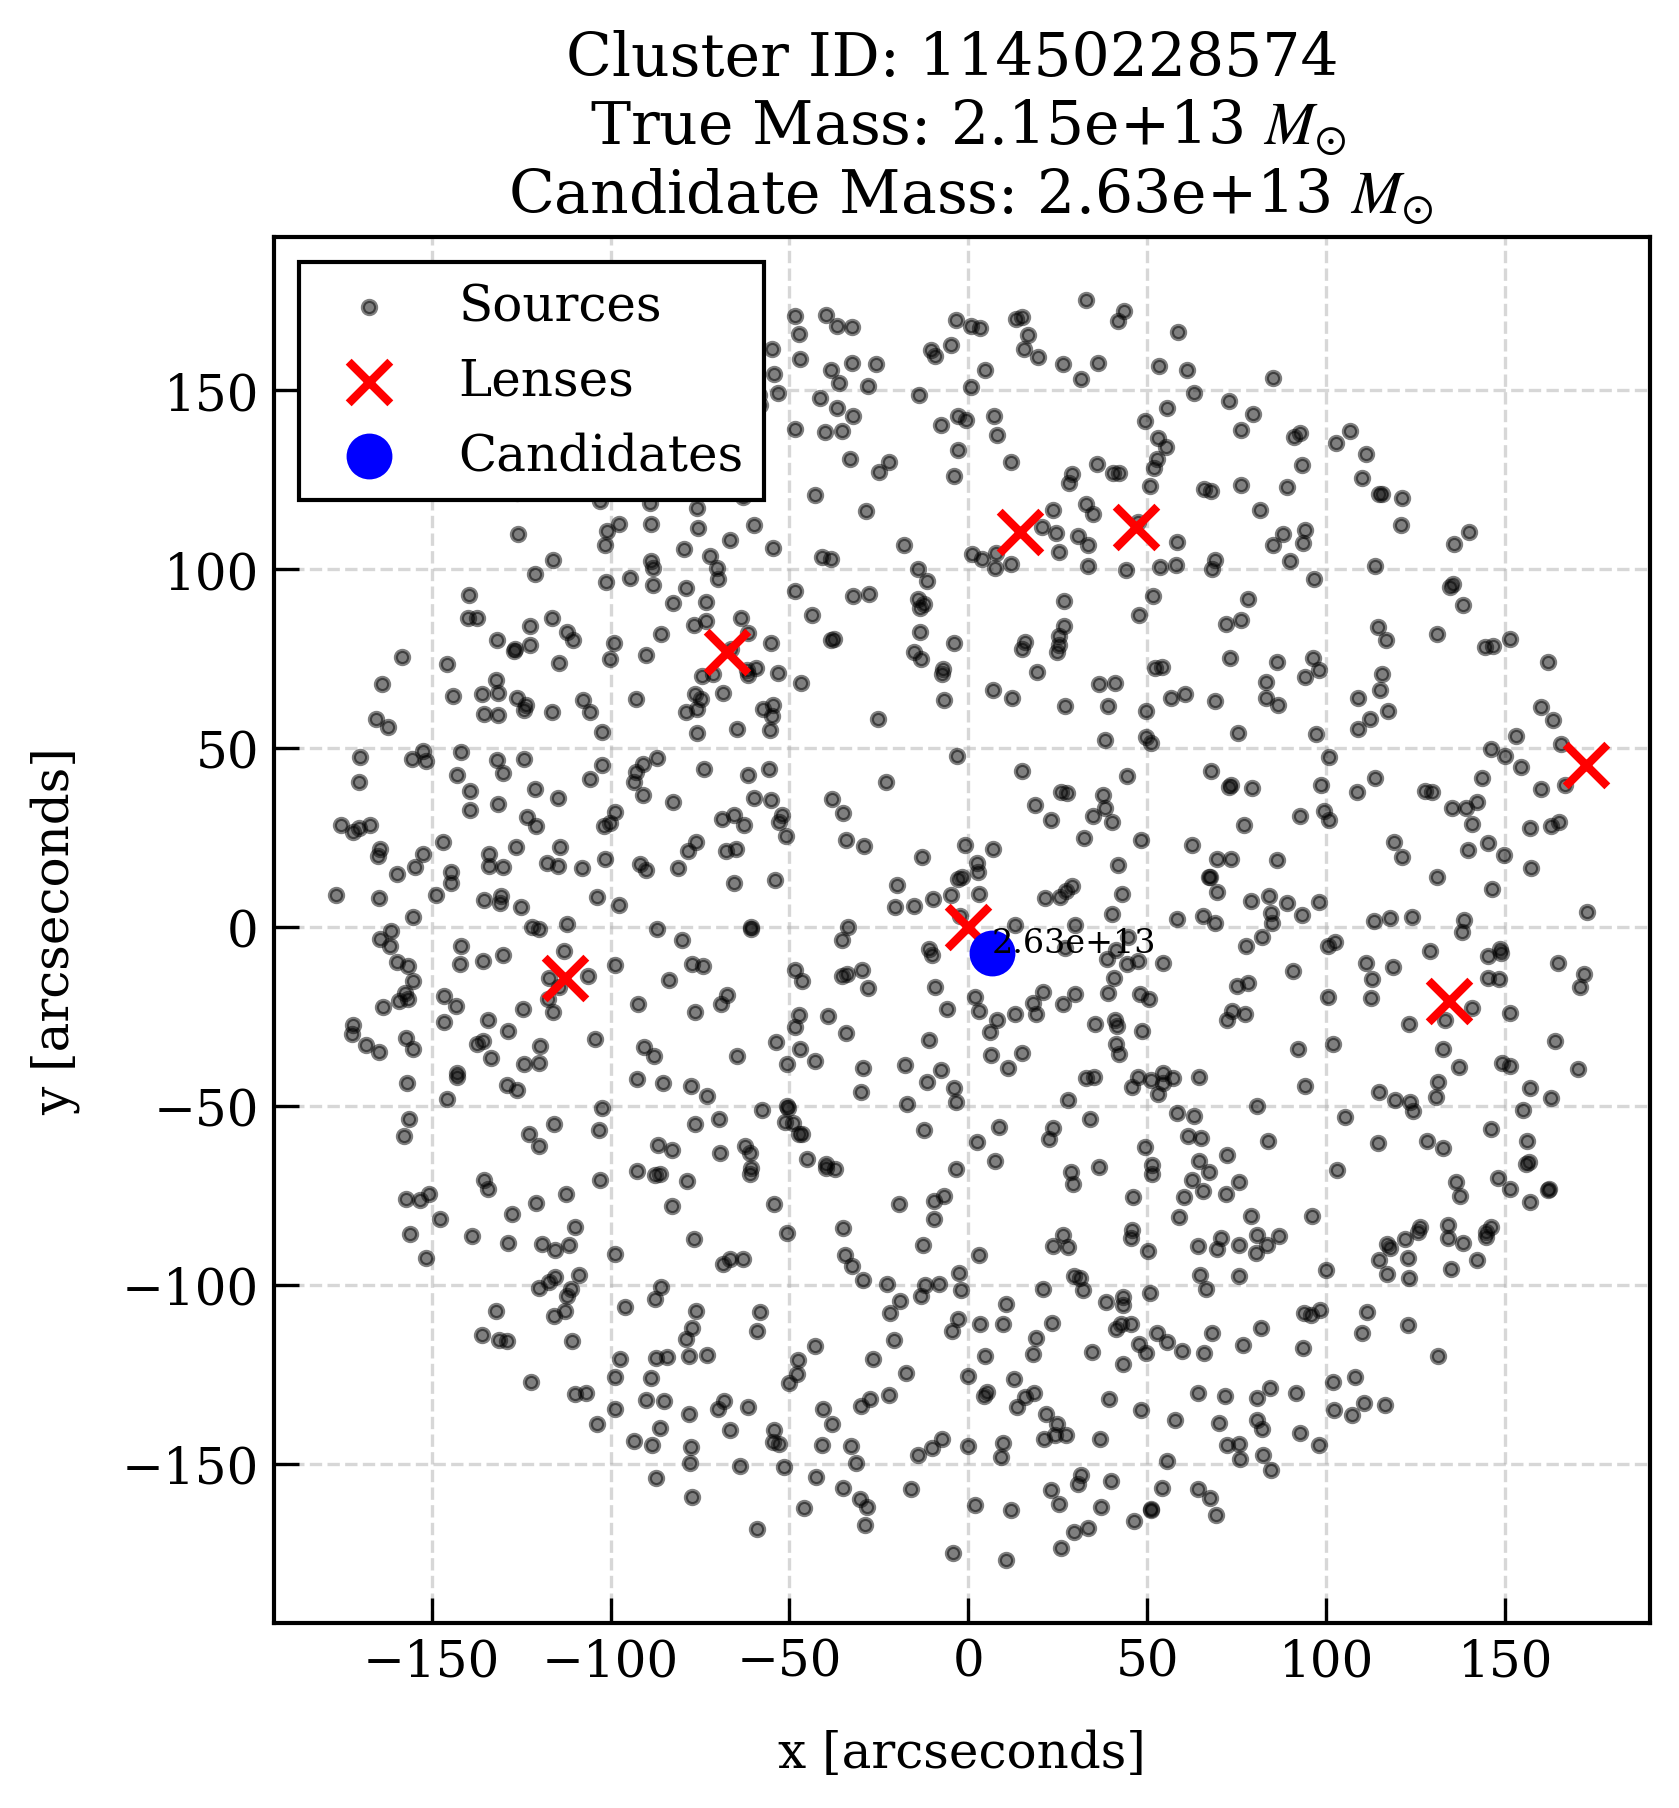 Cluster ID: 11450228574
True Mass: 2.15e+13 M⊙
Candidate Mass: 2.63e+13 M⊙
Sources
Lenses
Candidates
150
100
50
0
−50
−100
−150
2.63e+13
−150
−100
−50
0
50
100
150
x [arcseconds]
y [arcseconds]